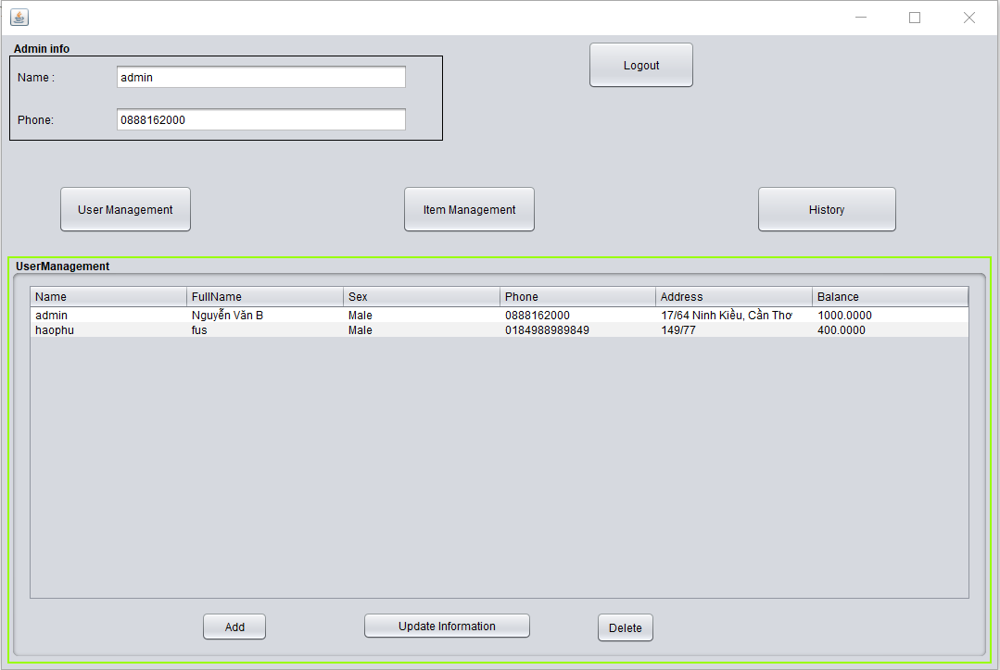 Admin info
Name : admin
Logout
Phone: 0888162000
User Management Item Management History
UserManagement
Name FullName Sex Phone Address Balance
admin Nguyễn Văn B Male 0888162000 17/64 Ninh Kiều, Cần Thơ 1000.0000
haophu fus Male 0184988989849 149/77 400.0000
Add Update Information Delete